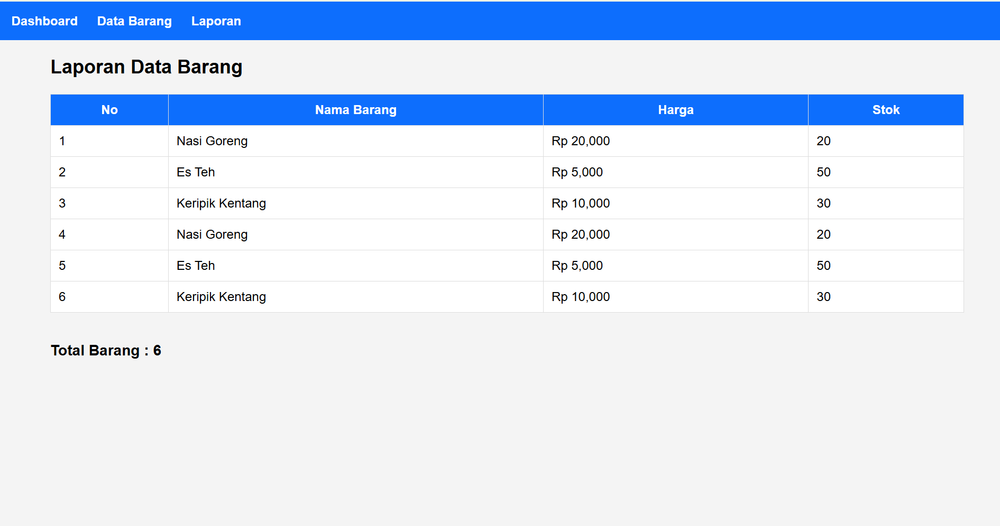 Dashboard Data Barang Laporan
Laporan Data Barang
No Nama Barang Harga Stok
1 Nasi Goreng Rp 20,000 20
2 Es Teh Rp 5,000 50
3 Keripik Kentang Rp 10,000 30
4 Nasi Goreng Rp 20,000 20
5 Es Teh Rp 5,000 50
6 Keripik Kentang Rp 10,000 30
Total Barang : 6